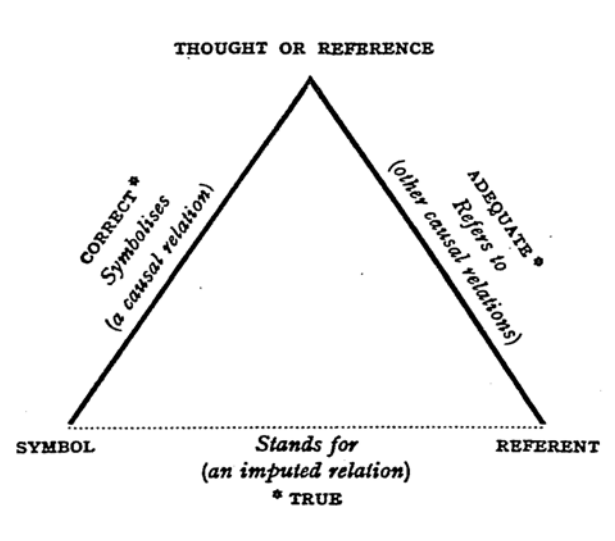 THOUGHT OR REFERENCE
CORRECT*
Symbolises
(a causal relation)
ADEQUATE*
Refers to
(other causal relations)
SYMBOL
Stands for
(an imputed relation)
* TRUE
REFERENT